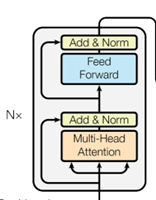 Add & Norm
Feed
Forward
N×
Add & Norm
Multi-Head
Attention